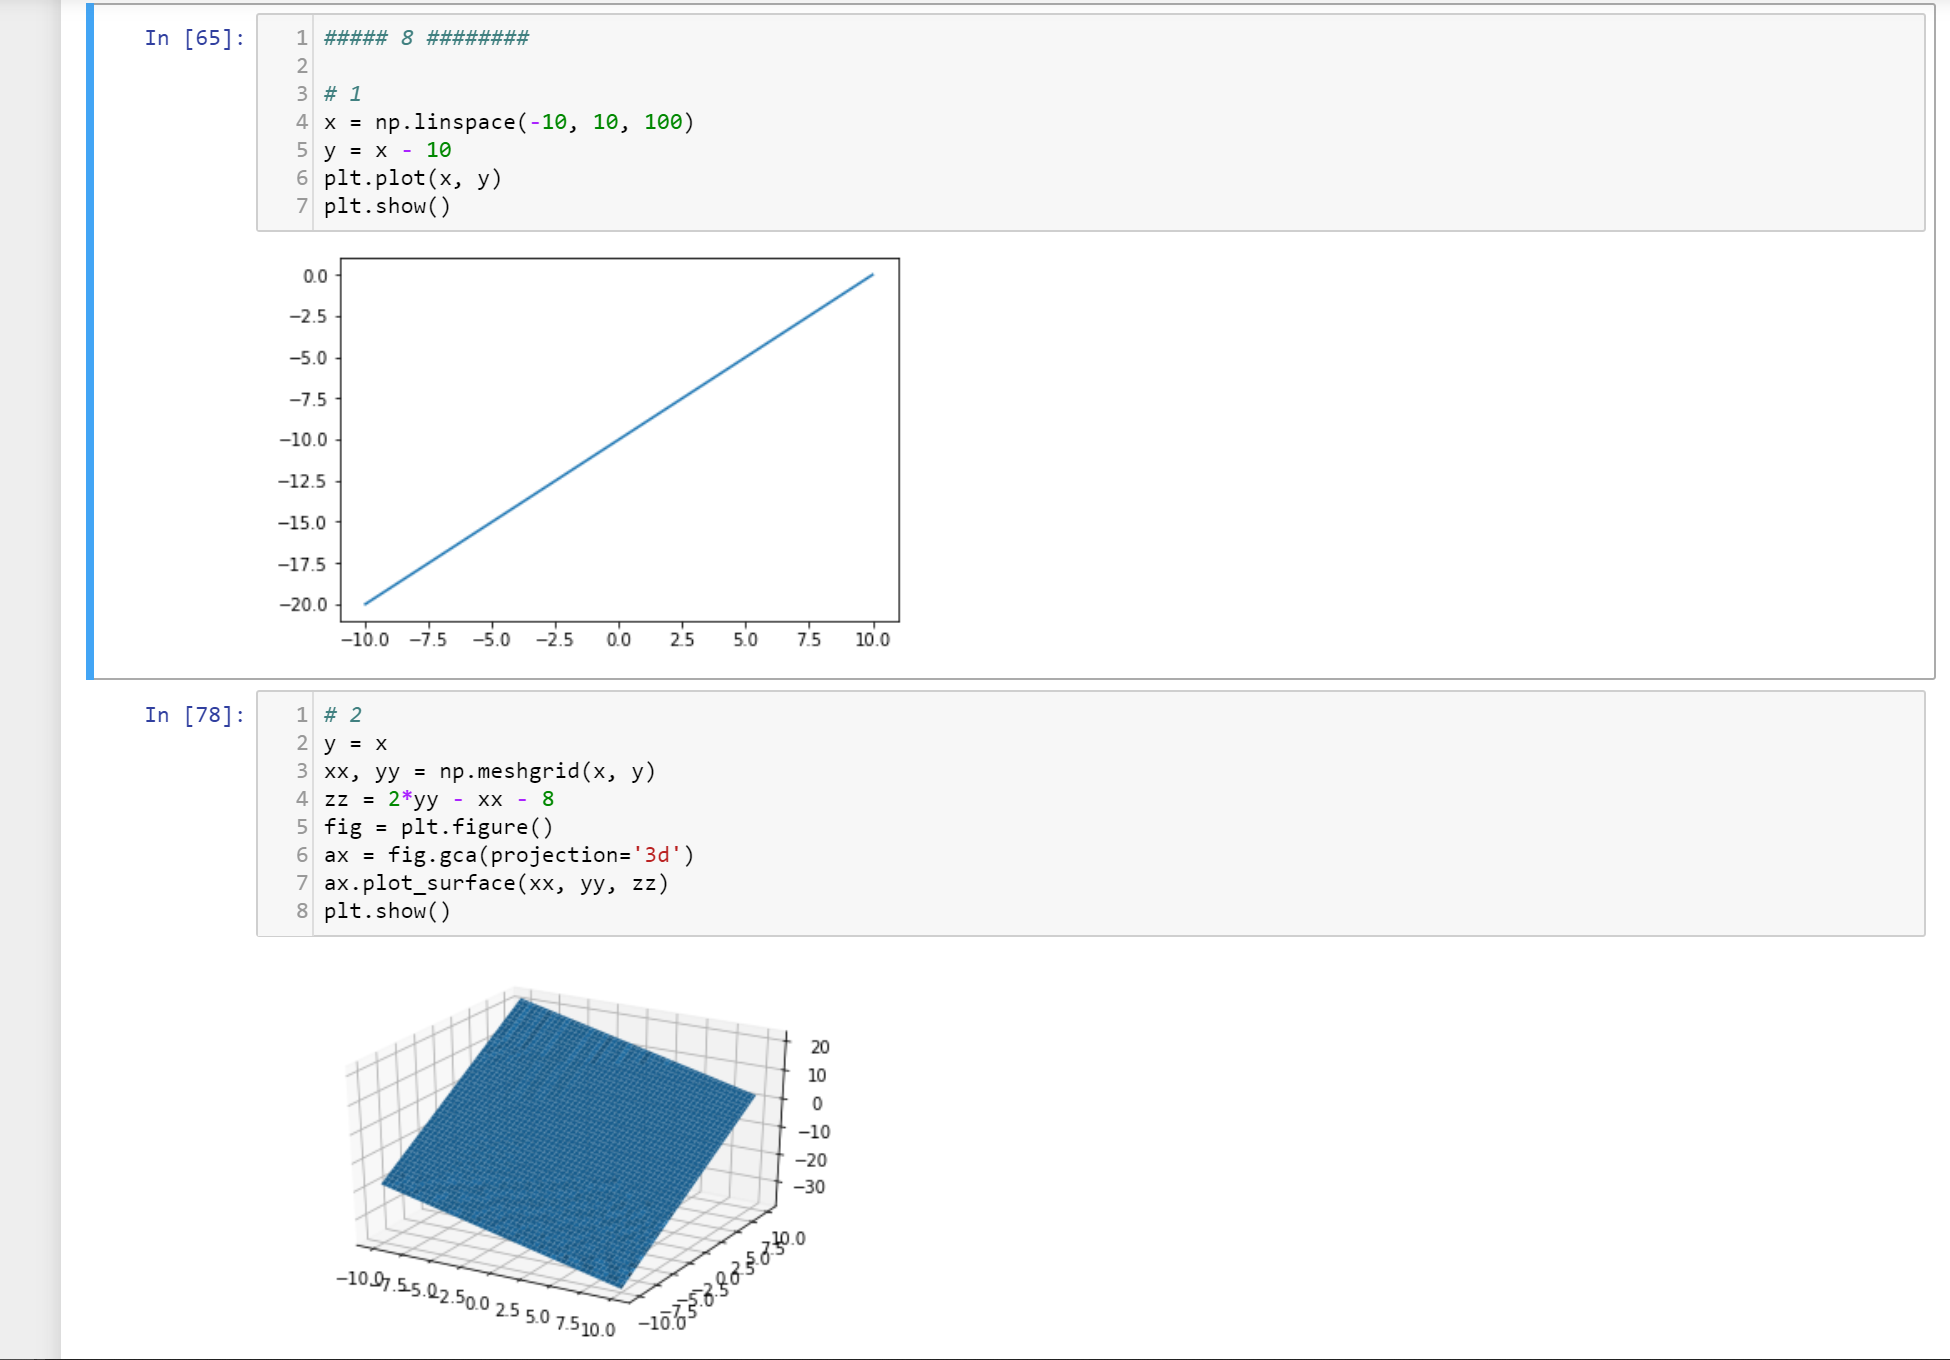 In [65]:
1 ##### 8 ########
2
3 # 1
4 x = np.linspace(-10, 10, 100)
5 y = x - 10
6 plt.plot(x, y)
7 plt.show()
0.0
−2.5
−5.0
−7.5
−10.0
−12.5
−15.0
−17.5
−20.0
−10.0 −7.5 −5.0 −2.5 0.0 2.5 5.0 7.5 10.0
In [78]:
1 # 2
2 y = x
3 xx, yy = np.meshgrid(x, y)
4 zz = 2*yy - xx - 8
5 fig = plt.figure()
6 ax = fig.gca(projection='3d')
7 ax.plot_surface(xx, yy, zz)
8 plt.show()
20
10
0
−10
−20
−30
−10.0 −7.5 −5.0 −2.5 0.0 2.5 5.0 7.5 10.0
−10.0 −7.5 −5.0 −2.5 0.0 2.5 5.0 7.5 10.0